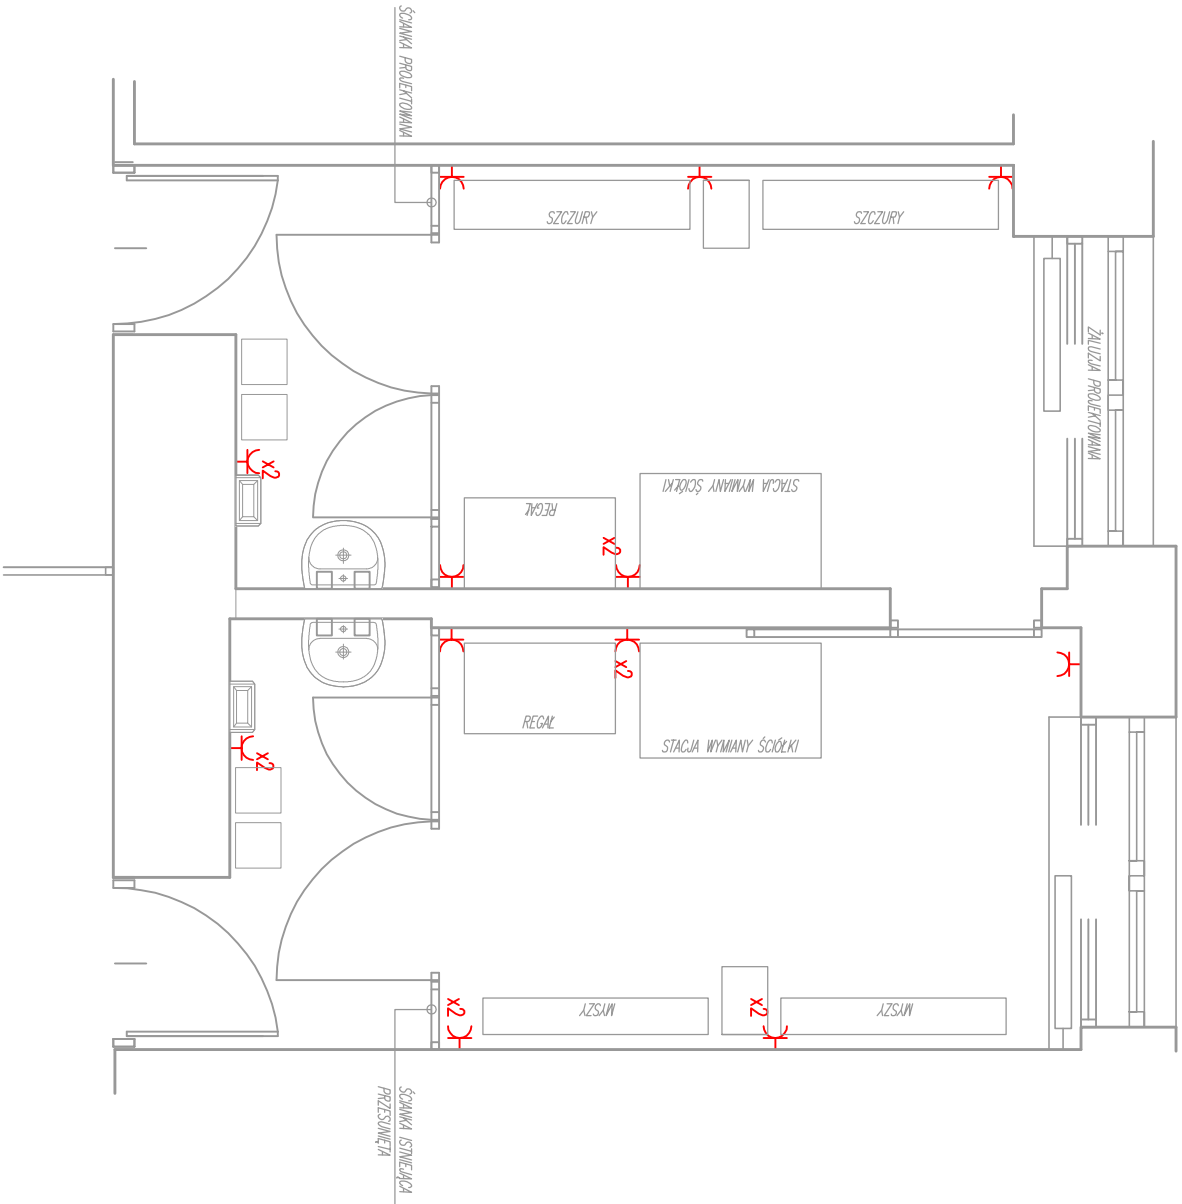 ŚCIANKA PROJEKTOWANA
SZCZURY
SZCZURY
ŻALUZJA PROJEKTOWANA
x2
STACJA WYMIANY ŚCIÓŁKI
REGAŁ
x2
x2
REGAŁ
STACJA WYMIANY ŚCIÓŁKI
x2
x2
MYSZY
x2
MYSZY
ŚCIANKA ISTNIEJĄCA
PRZESUNIĘTA